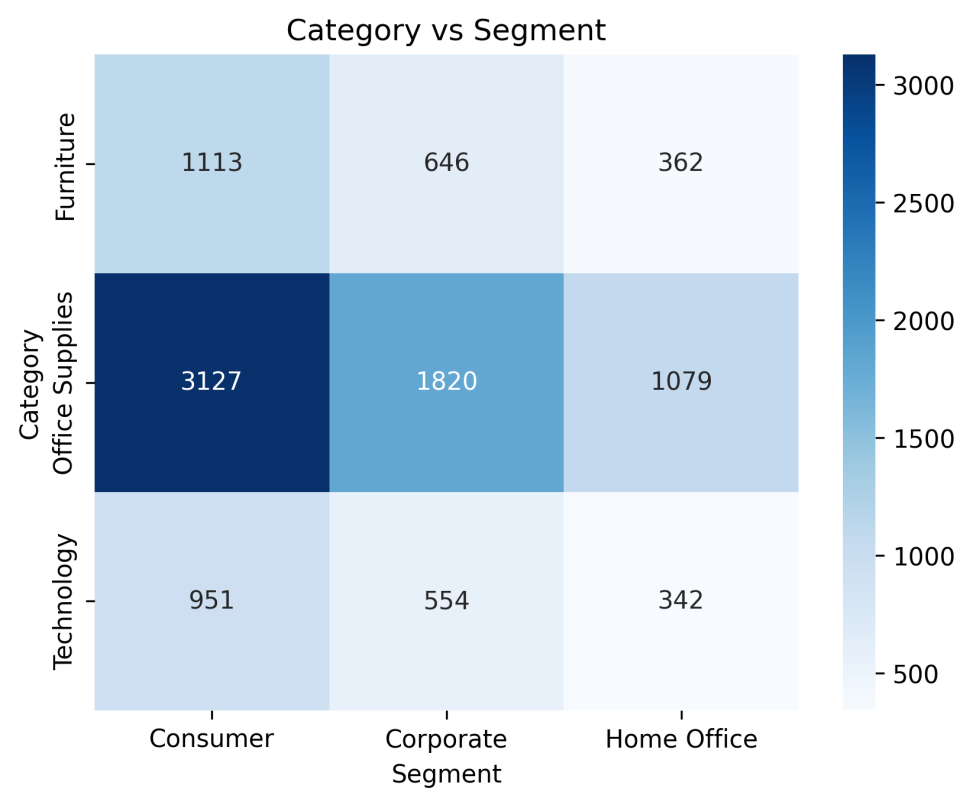 Category vs Segment
Category
Furniture
1113 646 362
Office Supplies
3127 1820 1079
Technology
951 554 342
Consumer Corporate Home Office
Segment
3000
2500
2000
1500
1000
500